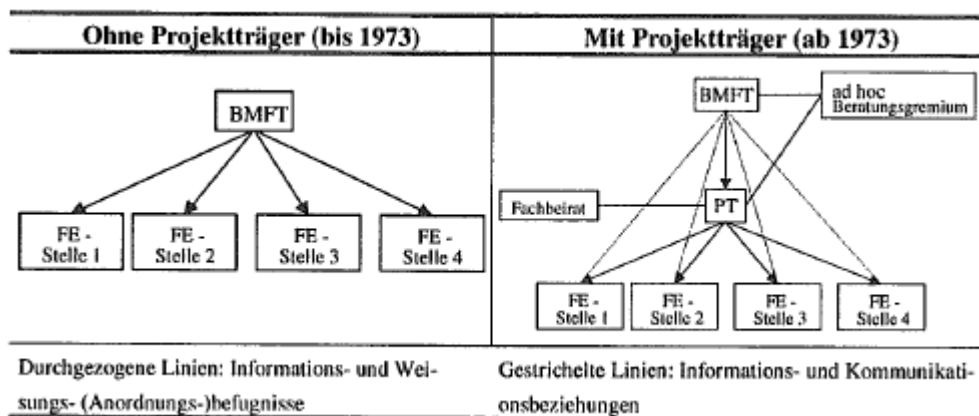 Ohne Projektträger (bis 1973)
BMFT
FE -
Stelle 1
FE -
Stelle 2
FE -
Stelle 3
FE -
Stelle 4
Mit Projektträger (ab 1973)
BMFT
ad hoc
Beratungsgremium
Fachbeirat
PT
FE -
Stelle 1
FE -
Stelle 2
FE -
Stelle 3
FE -
Stelle 4
Durchgezogene Linien: Informations- und Wei-
sungs- (Anordnungs-)befugnisse
Gestrichelte Linien: Informations- und Kommunikati-
onsbeziehungen